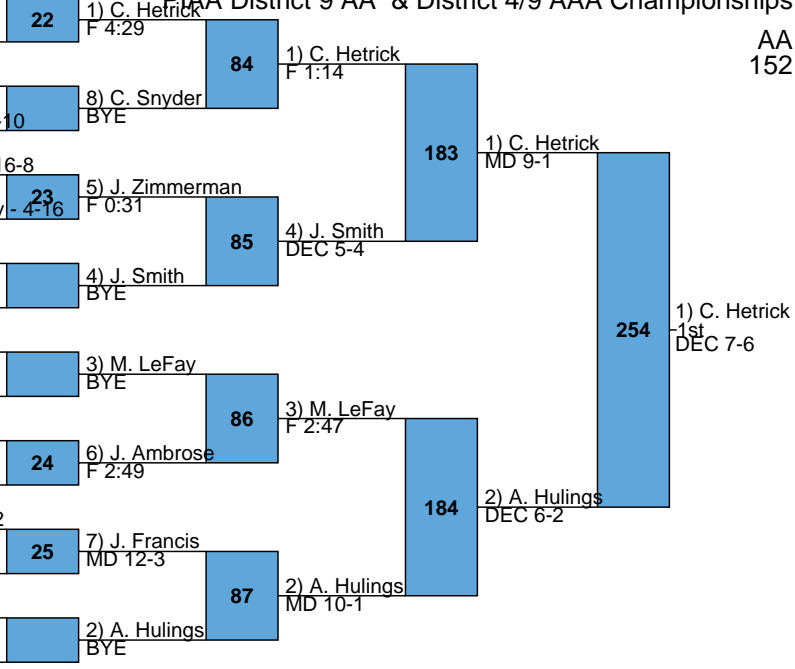 PIAA District 9 AA & District 4/9 AAA Championships
AA
152
22
1) C. Hetrick
F 4:29
84
1) C. Hetrick
F 1:14
8) C. Snyder
BYE
-10
183
1) C. Hetrick
MD 9-1
16-8
23
5) J. Zimmerman
F 0:31
- 4-16
85
4) J. Smith
DEC 5-4
4) J. Smith
BYE
254
1) C. Hetrick
1st
DEC 7-6
3) M. LeFay
BYE
86
3) M. LeFay
F 2:47
24
6) J. Ambrose
F 2:49
184
2) A. Hulings
DEC 6-2
25
7) J. Francis
MD 12-3
87
2) A. Hulings
MD 10-1
2) A. Hulings
BYE